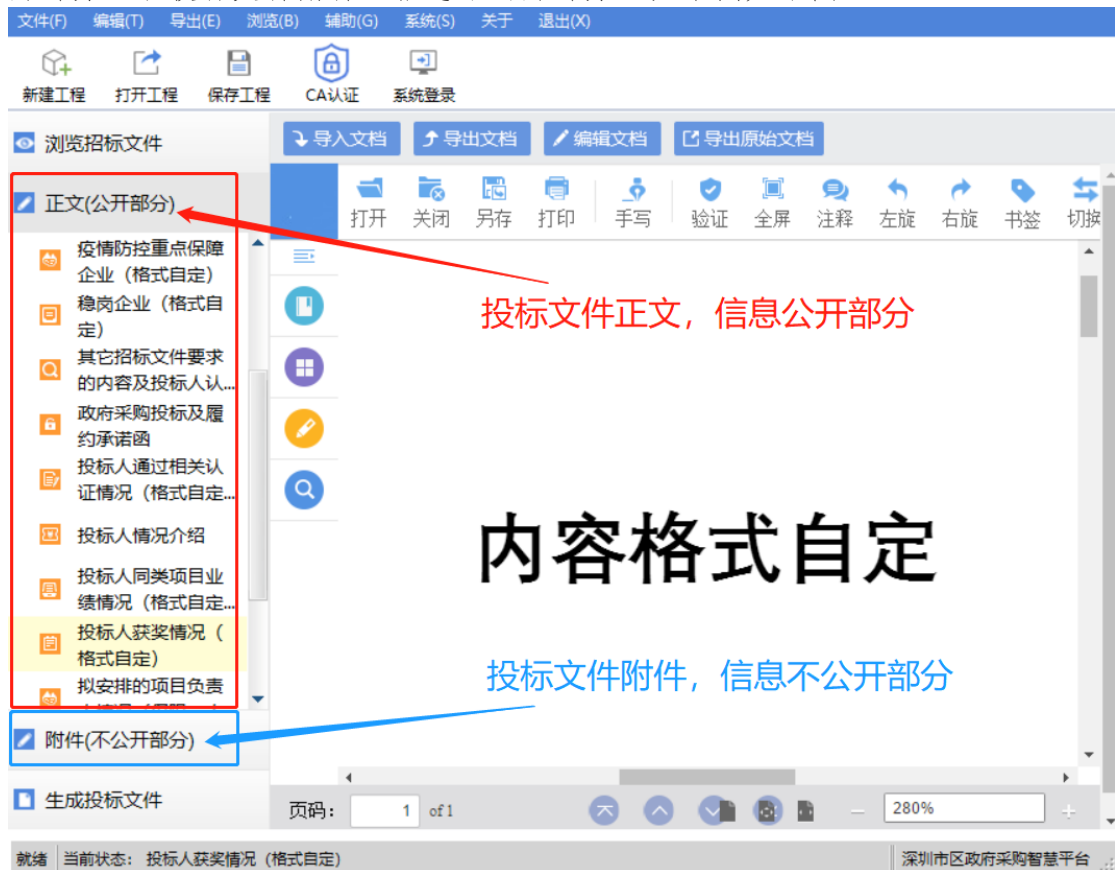 文件(F) 编辑(T) 导出(E) 浏览(B) 辅助(G) 系统(S) 关于 退出(X)
新建工程 打开工程 保存工程 CA认证 系统登录
浏览招标文件
导入文档 导出文档 编辑文档 导出原始文档
正文(公开部分)
打开 关闭 另存 打印 手写 验证 全屏 注释 左旋 右旋 书签 切换
疫情防控重点保障
企业（格式自定）
稳岗企业（格式自
定）
其它招标文件要求
的内容及投标人认...
政府采购投标及履
约承诺函
投标人通过相关认
证情况（格式自定...
投标人情况介绍
投标人同类项目业
绩情况（格式自定...
投标人获奖情况（
格式自定）
拟安排的项目负责
投标文件正文，信息公开部分
内容格式自定
投标文件附件，信息不公开部分
附件(不公开部分)
生成投标文件
页码: 1 of 1 280%
就绪 当前状态: 投标人获奖情况（格式自定） 深圳市区政府采购智慧平台